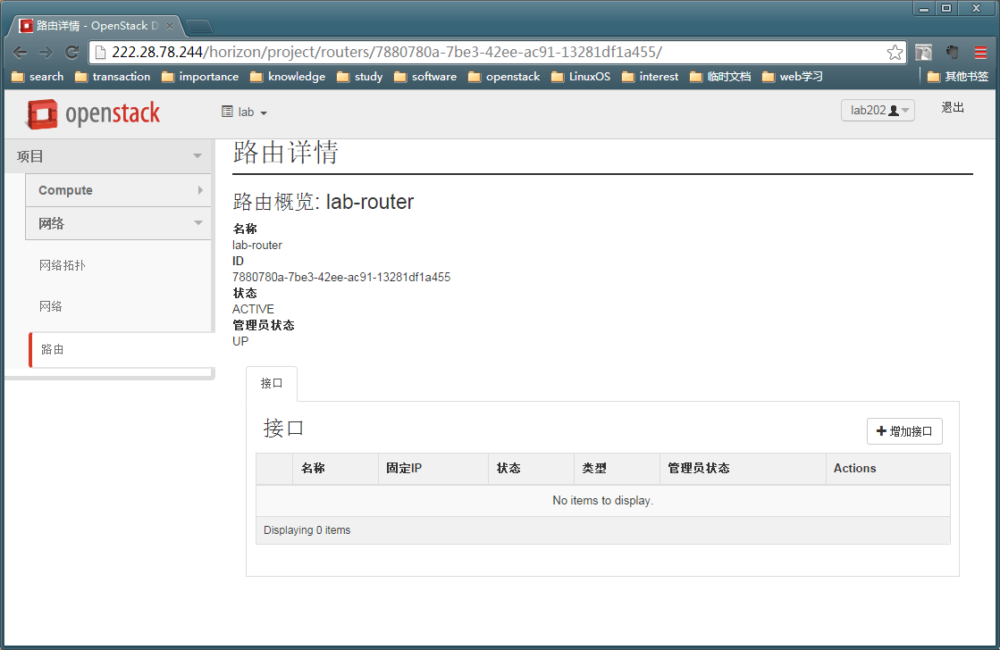 路由详情 - OpenStack D
222.28.78.244/horizon/project/routers/7880780a-7be3-42ee-ac91-13281df1a455/
search transaction importance knowledge study software openstack LinuxOS interest 临时文档 web学习 其他书签
openstack lab lab202 退出
项目
Compute
网络
网络拓扑
网络
路由
路由详情
路由概览: lab-router
名称
lab-router
ID
7880780a-7be3-42ee-ac91-13281df1a455
状态
ACTIVE
管理员状态
UP
接口
接口
增加接口
名称 固定IP 状态 类型 管理员状态 Actions
No items to display.
Displaying 0 items